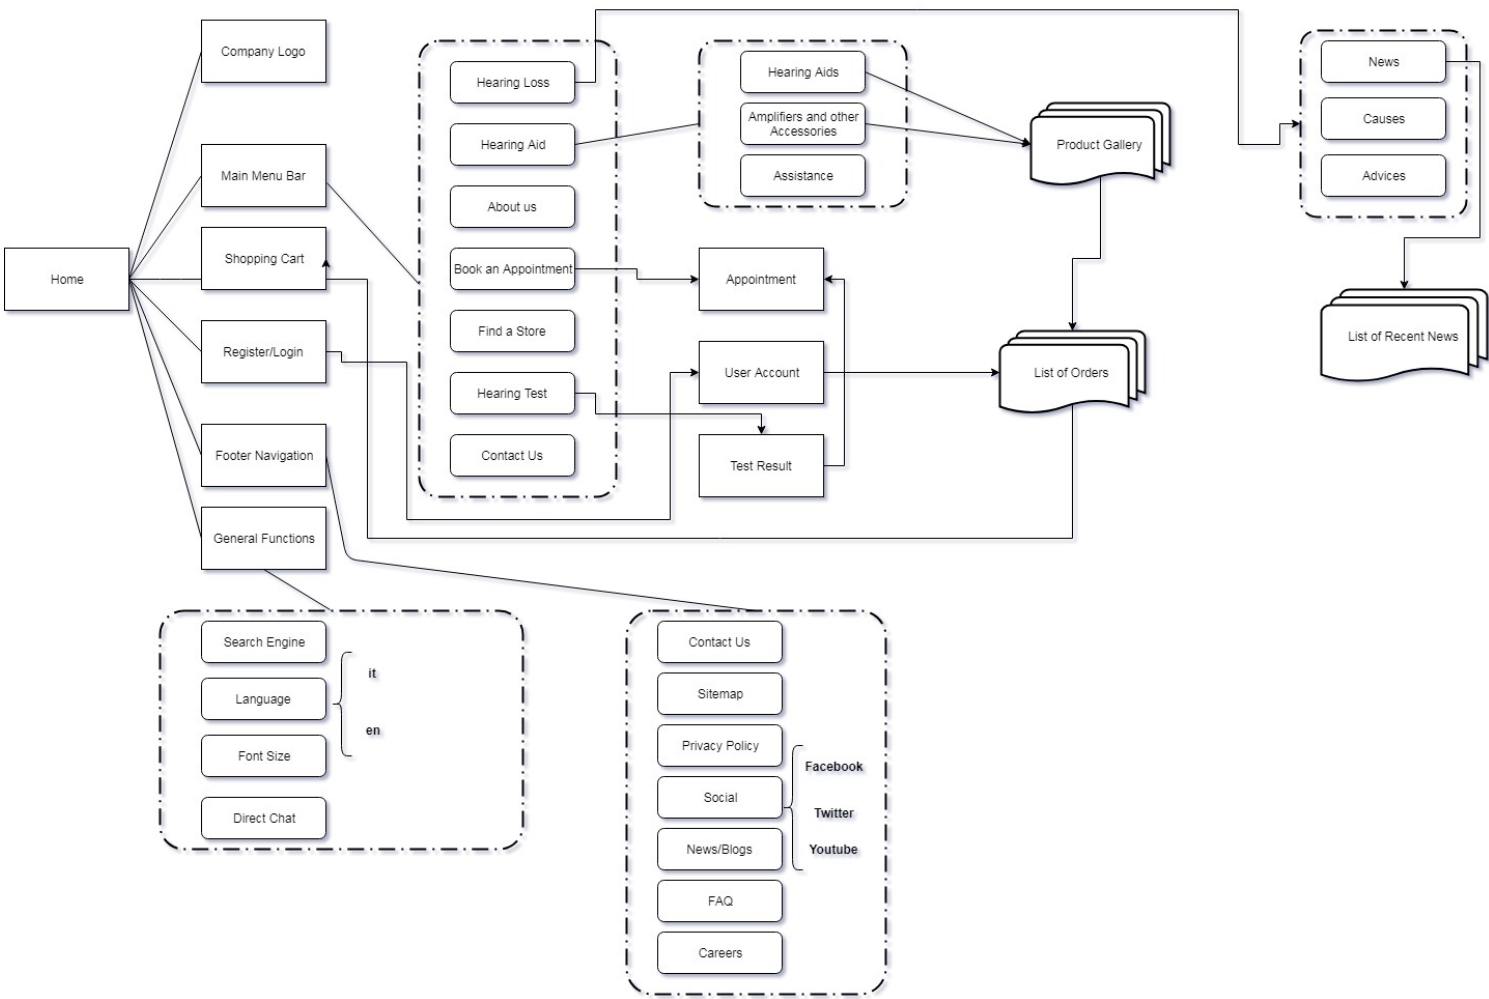 Company Logo
Main Menu Bar
Shopping Cart
Home
Register/Login
Footer Navigation
General Functions
Hearing Loss
Hearing Aid
About us
Book an Appointment
Find a Store
Hearing Test
Contact Us
Hearing Aids
Amplifiers and other
Accessories
Assistance
Appointment
User Account
Test Result
Product Gallery
List of Orders
News
Causes
Advices
List of Recent News
Search Engine
Language
it
en
Font Size
Direct Chat
Contact Us
Sitemap
Privacy Policy
Social
Facebook
Twitter
Youtube
News/Blogs
FAQ
Careers